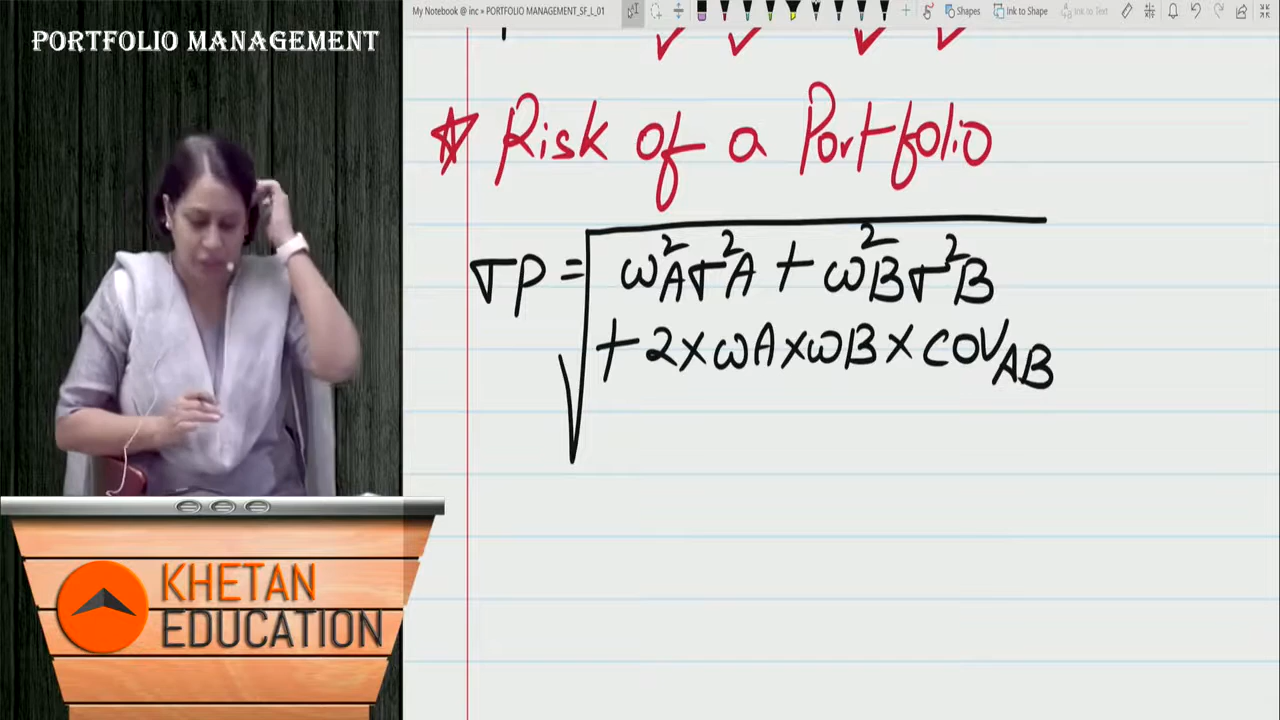 PORTFOLIO MANAGEMENT
My Notebook @ inc » PORTFOLIO MANAGEMENT_SF_L_01
Shapes
Ink to Shape
Ink to Text
Risk of a Portfolio
σP = √ω²Aσ²A + ω²Bσ²B
+ 2×ωA×ωB×COV_AB
KHETAN
EDUCATION